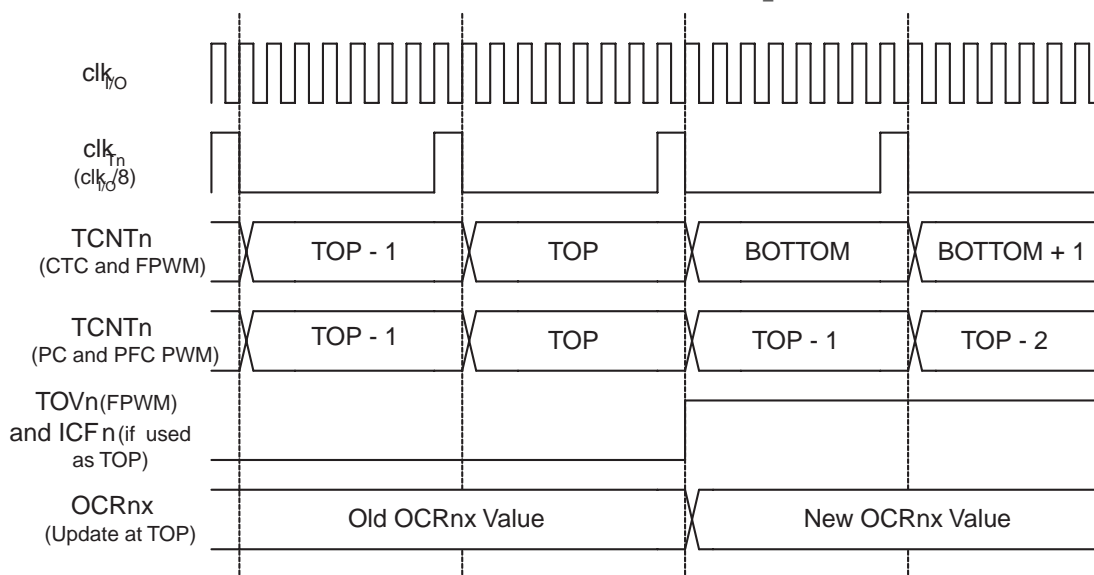 clkI/O
clkTn
(clkI/O/8)
TCNTn
(CTC and FPWM)
TOP - 1
TOP
BOTTOM
BOTTOM + 1
TCNTn
(PC and PFC PWM)
TOP - 1
TOP
TOP - 1
TOP - 2
TOVn(FPWM)
and ICFn(if used
as TOP)
OCRnx
(Update at TOP)
Old OCRnx Value
New OCRnx Value